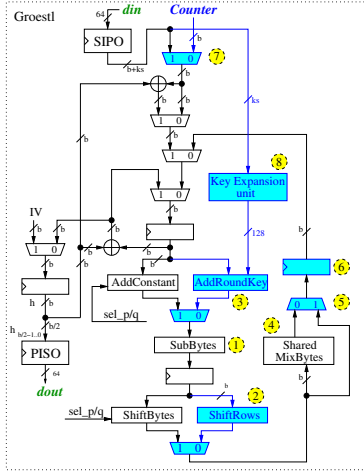 Groestl
din
Counter
64
SIPO
b+ks
b
1 0
7
b
b
b
b
ks
1 0
b
b
1 0
8
IV
b
b
b
1 0
Key Expansion
unit
b
1 0
b
b
b
b
128
6
h
b
AddConstant
AddRoundKey
0 1
5
h b/2-1..0
b/2
3
4
PISO
sel_p/q
1 0
Shared
MixBytes
64
SubBytes
1
dout
b
b
2
sel_p/q
ShiftBytes
ShiftRows
1 0